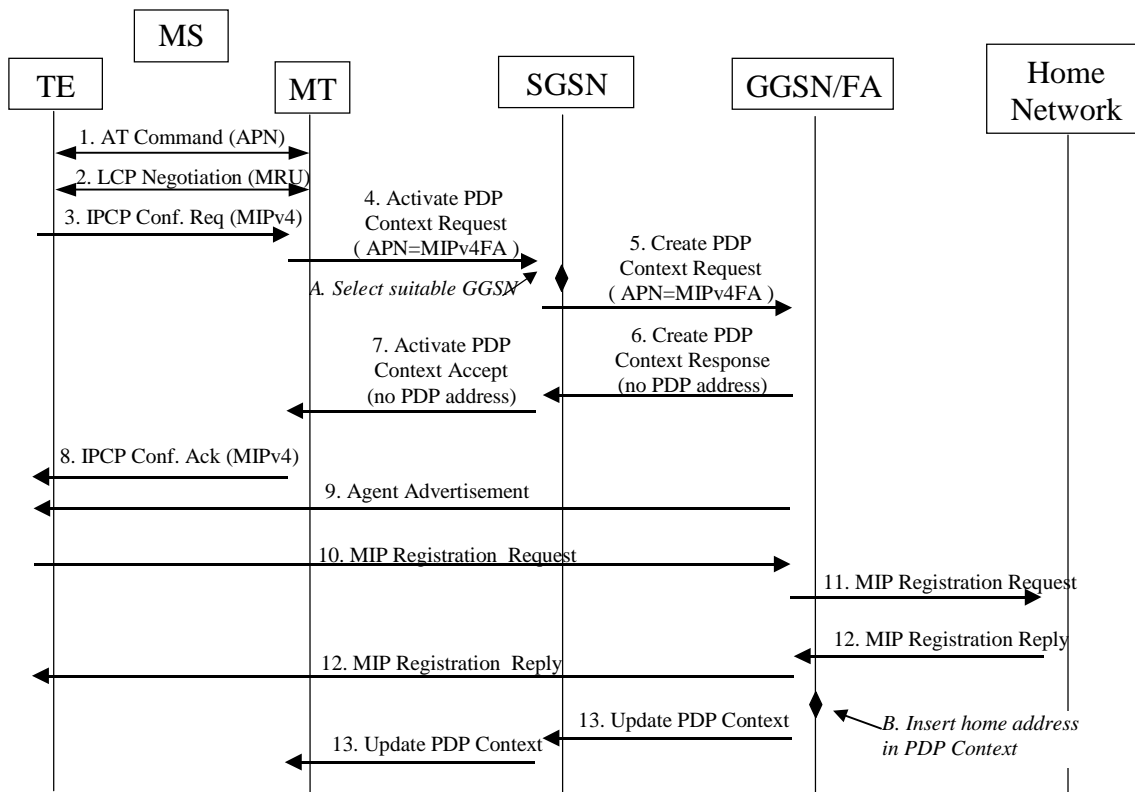 MS
TE
MT
SGSN
GGSN/FA
Home
Network
1. AT Command (APN)
2. LCP Negotiation (MRU)
3. IPCP Conf. Req (MIPv4)
4. Activate PDP
Context Request
( APN=MIPv4FA )
A. Select suitable GGSN
5. Create PDP
Context Request
( APN=MIPv4FA )
6. Create PDP
Context Response
(no PDP address)
7. Activate PDP
Context Accept
(no PDP address)
8. IPCP Conf. Ack (MIPv4)
9. Agent Advertisement
10. MIP Registration Request
11. MIP Registration Request
12. MIP Registration Reply
12. MIP Registration Reply
13. Update PDP Context
B. Insert home address
in PDP Context
13. Update PDP Context